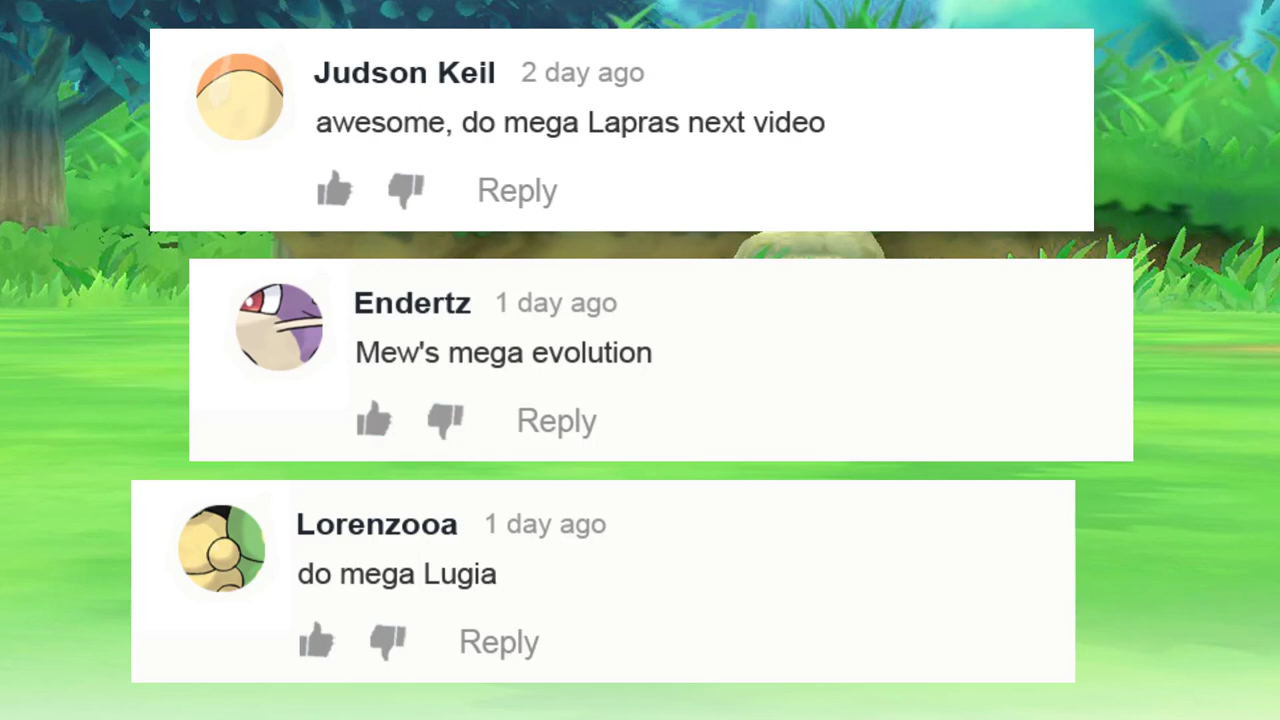 Judson Keil 2 day ago
awesome, do mega Lapras next video
Reply
Endertz 1 day ago
Mew's mega evolution
Reply
Lorenzooa 1 day ago
do mega Lugia
Reply